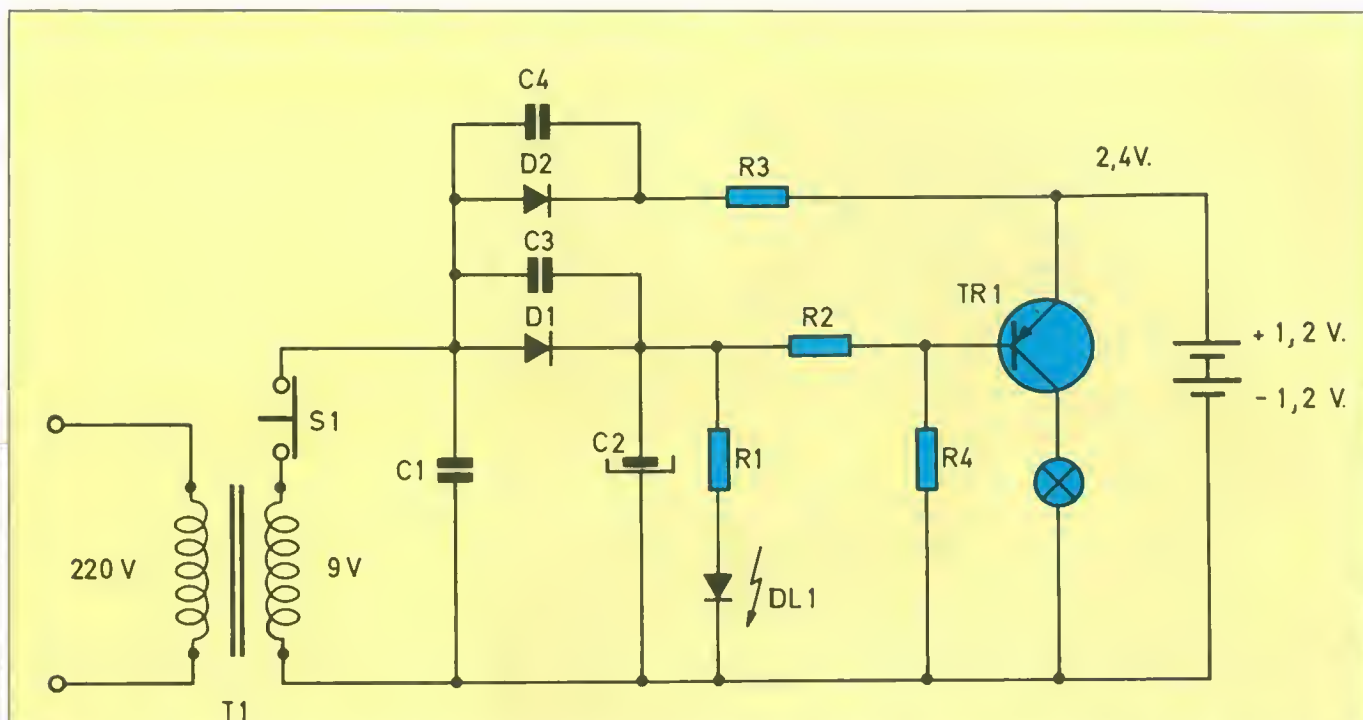 C4
D2
R3
2,4V.
C3
D1
TR1
R2
+ 1,2 V.
- 1,2 V.
S1
C1
C2
R1
R4
220 V
9V
DL1
T1